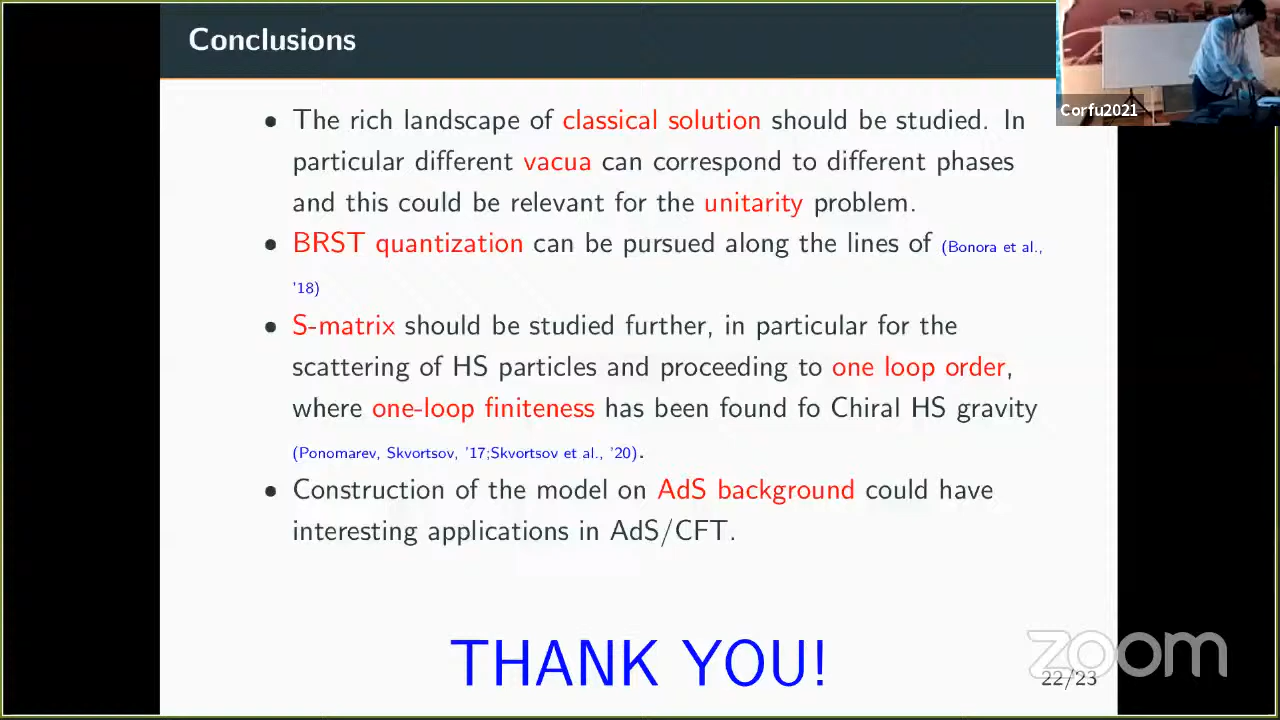 Conclusions
Corfu2021
• The rich landscape of classical solution should be studied. In
particular different vacua can correspond to different phases
and this could be relevant for the unitarity problem.
• BRST quantization can be pursued along the lines of (Bonora et al.,
'18)
• S-matrix should be studied further, in particular for the
scattering of HS particles and proceeding to one loop order,
where one-loop finiteness has been found fo Chiral HS gravity
(Ponomarev, Skvortsov, '17;Skvortsov et al., '20).
• Construction of the model on AdS background could have
interesting applications in AdS/CFT.
THANK YOU!
zoom
22/23